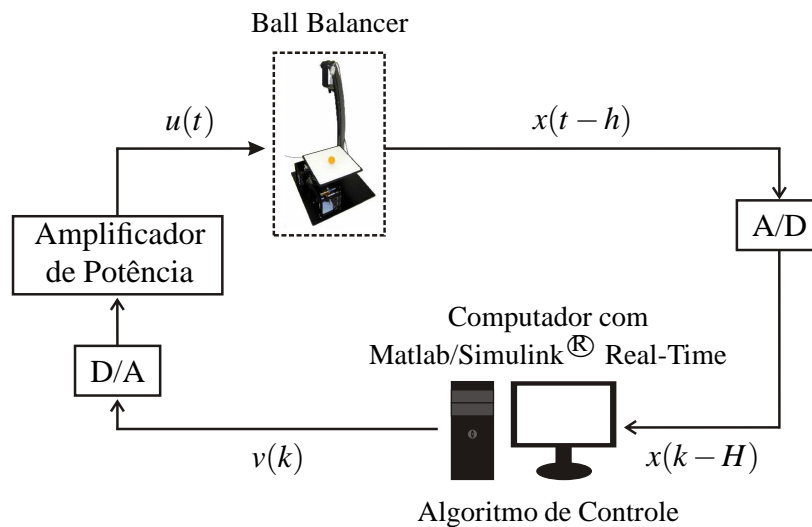 Ball Balancer
u(t)
x(t − h)
Amplificador
de Potência
A/D
Computador com
Matlab/Simulink® Real-Time
D/A
v(k)
x(k − H)
Algoritmo de Controle